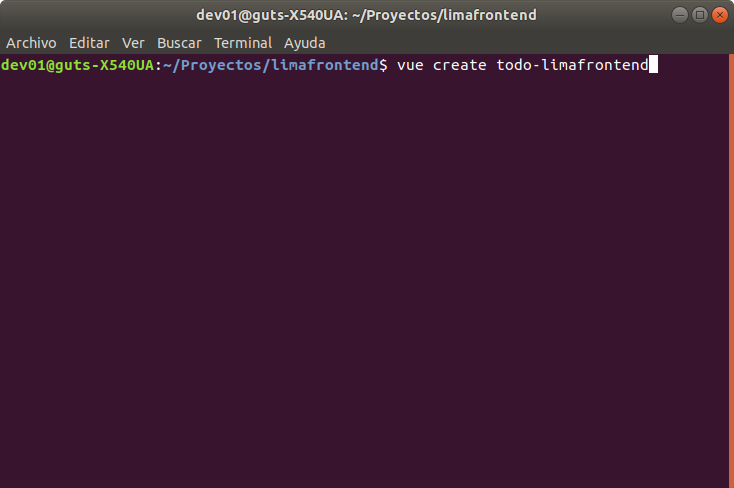 dev01@guts-X540UA: ~/Proyectos/limafrontend
Archivo Editar Ver Buscar Terminal Ayuda
dev01@guts-X540UA:~/Proyectos/limafrontend$ vue create todo-limafrontend